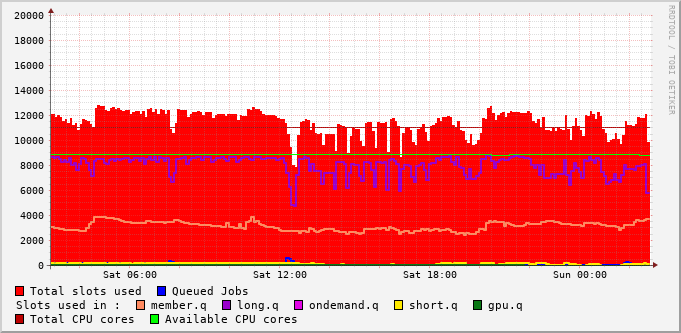 RRDTOOL / TOBI OETIKER
20000
18000
16000
14000
12000
10000
8000
6000
4000
2000
0
Sat 06:00 Sat 12:00 Sat 18:00 Sun 00:00
Total slots used Queued Jobs
Slots used in : member.q long.q ondemand.q short.q gpu.q
Total CPU cores Available CPU cores